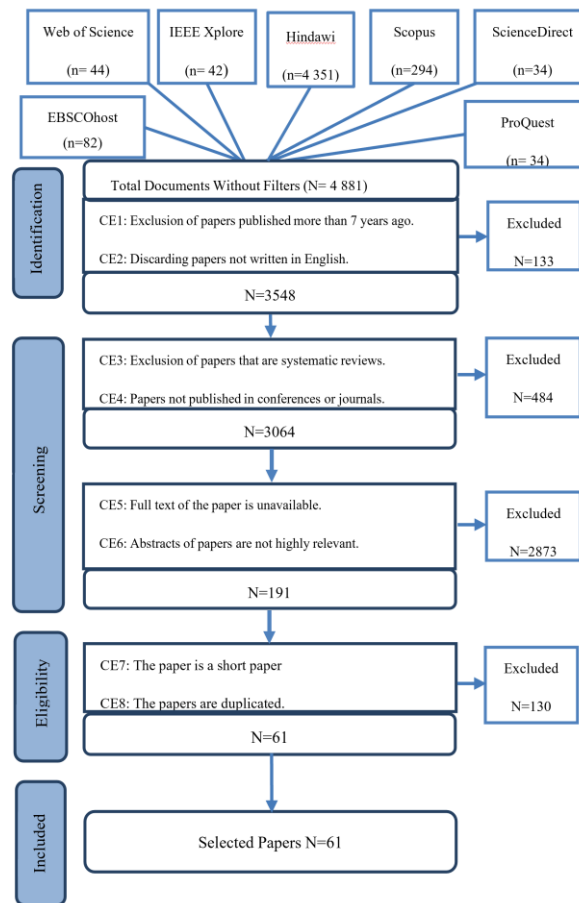 Web of Science
(n= 44)
IEEE Xplore
(n= 42)
Hindawi
(n=4 351)
Scopus
(n=294)
ScienceDirect
(n=34)
EBSCOhost
(n=82)
ProQuest
(n= 34)
Identification
Total Documents Without Filters (N= 4 881)
CE1: Exclusion of papers published more than 7 years ago.
CE2: Discarding papers not written in English.
Excluded
N=133
N=3548
Screening
CE3: Exclusion of papers that are systematic reviews.
CE4: Papers not published in conferences or journals.
Excluded
N=484
N=3064
CE5: Full text of the paper is unavailable.
CE6: Abstracts of papers are not highly relevant.
Excluded
N=2873
N=191
Eligibility
CE7: The paper is a short paper
CE8: The papers are duplicated.
Excluded
N=130
N=61
Included
Selected Papers N=61